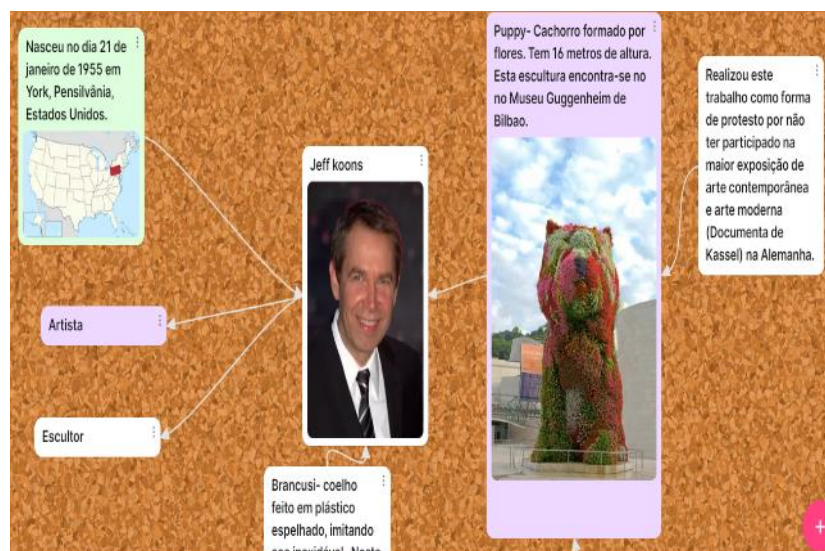 Nasceu no dia 21 de
janeiro de 1955 em
York, Pensilvânia,
Estados Unidos.
Artista
Escultor
Jeff koons
Brancusi- coelho
feito em plástico
espelhado, imitando
Puppy- Cachorro formado por
flores. Tem 16 metros de altura.
Esta escultura encontra-se no
no Museu Guggenheim de
Bilbao.
Realizou este
trabalho como forma
de protesto por não
ter participado na
maior exposição de
arte contemporânea
e arte moderna
(Documenta de
Kassel) na Alemanha.